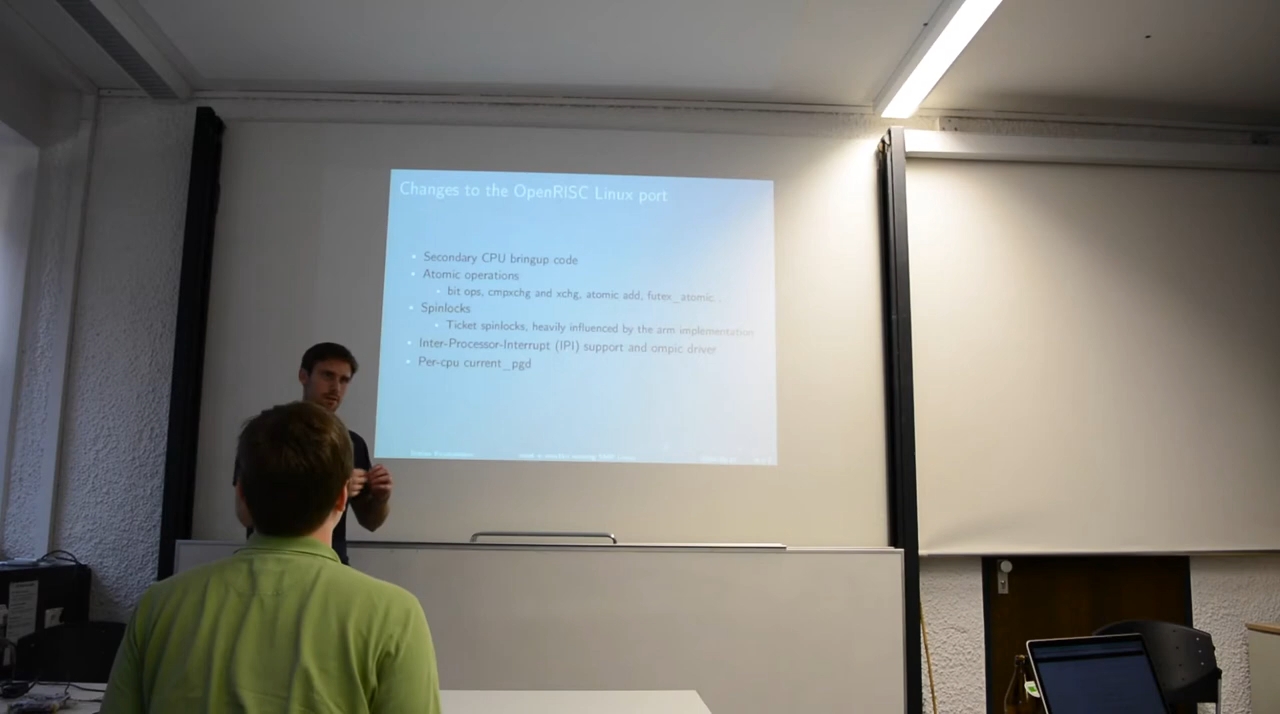 Changes to the OpenRISC Linux port
Secondary CPU bringup code
Atomic operations
bit ops, cmpxchg and xchg, atomic add, futex_atomic...
Spinlocks
Ticket spinlocks, heavily influenced by the arm implementation
Inter-Processor-Interrupt (IPI) support and ompic driver
Per-cpu current_pgd